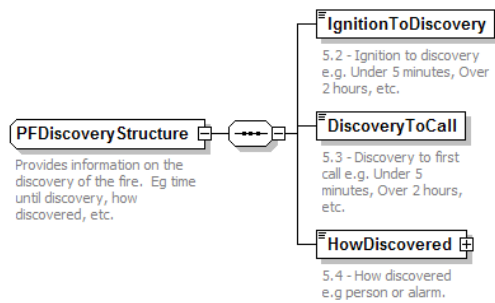 IgnitionToDiscovery
5.2 - Ignition to discovery
e.g. Under 5 minutes, Over
2 hours, etc.
PFDiscoveryStructure
Provides information on the
discovery of the fire.  Eg time
until discovery, how
discovered, etc.
DiscoveryToCall
5.3 - Discovery to first
call e.g. Under 5
minutes, Over 2 hours,
etc.
HowDiscovered
5.4 - How discovered
e.g person or alarm.